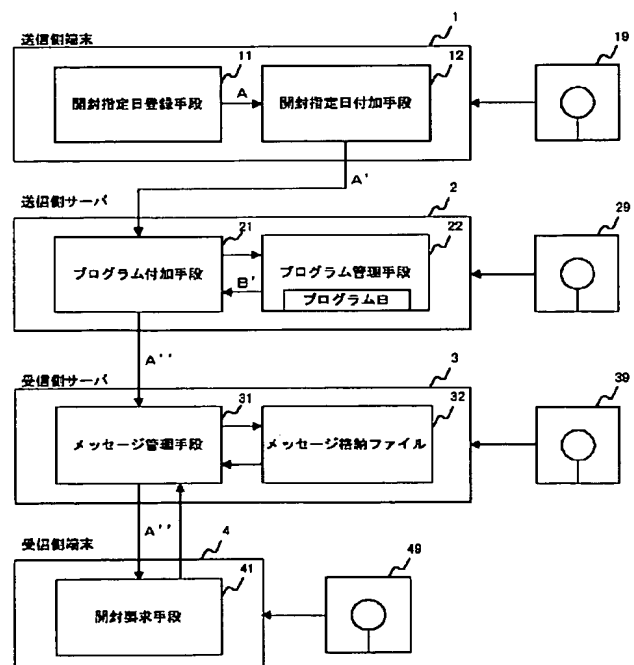 送信側端末
1
11
12
19
開封指定日登録手段
A
開封指定日付加手段
A'
送信側サーバ
2
21
22
29
プログラム付加手段
プログラム管理手段
B'
プログラムB
A''
受信側サーバ
3
31
32
39
メッセージ管理手段
メッセージ格納ファイル
A''
受信側端末
4
41
49
開封要求手段